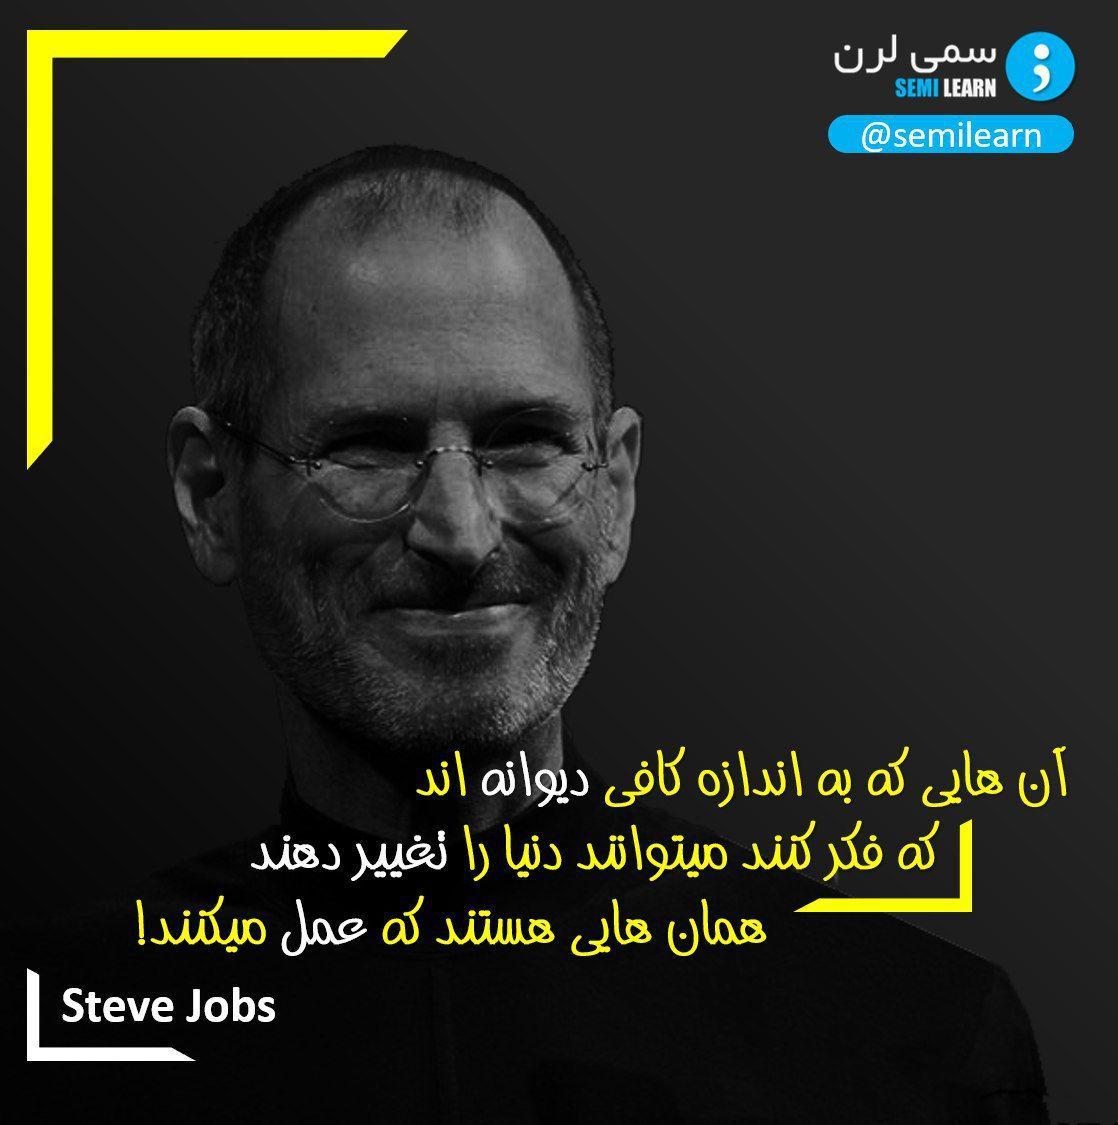 سمی لرن
SEMI LEARN
@semilearn
آن هایی که به اندازه کافی دیوانه اند
که فکر کنند میتوانند دنیا را تغییر دهند
همان هایی هستند که عمل میکنند!
Steve Jobs